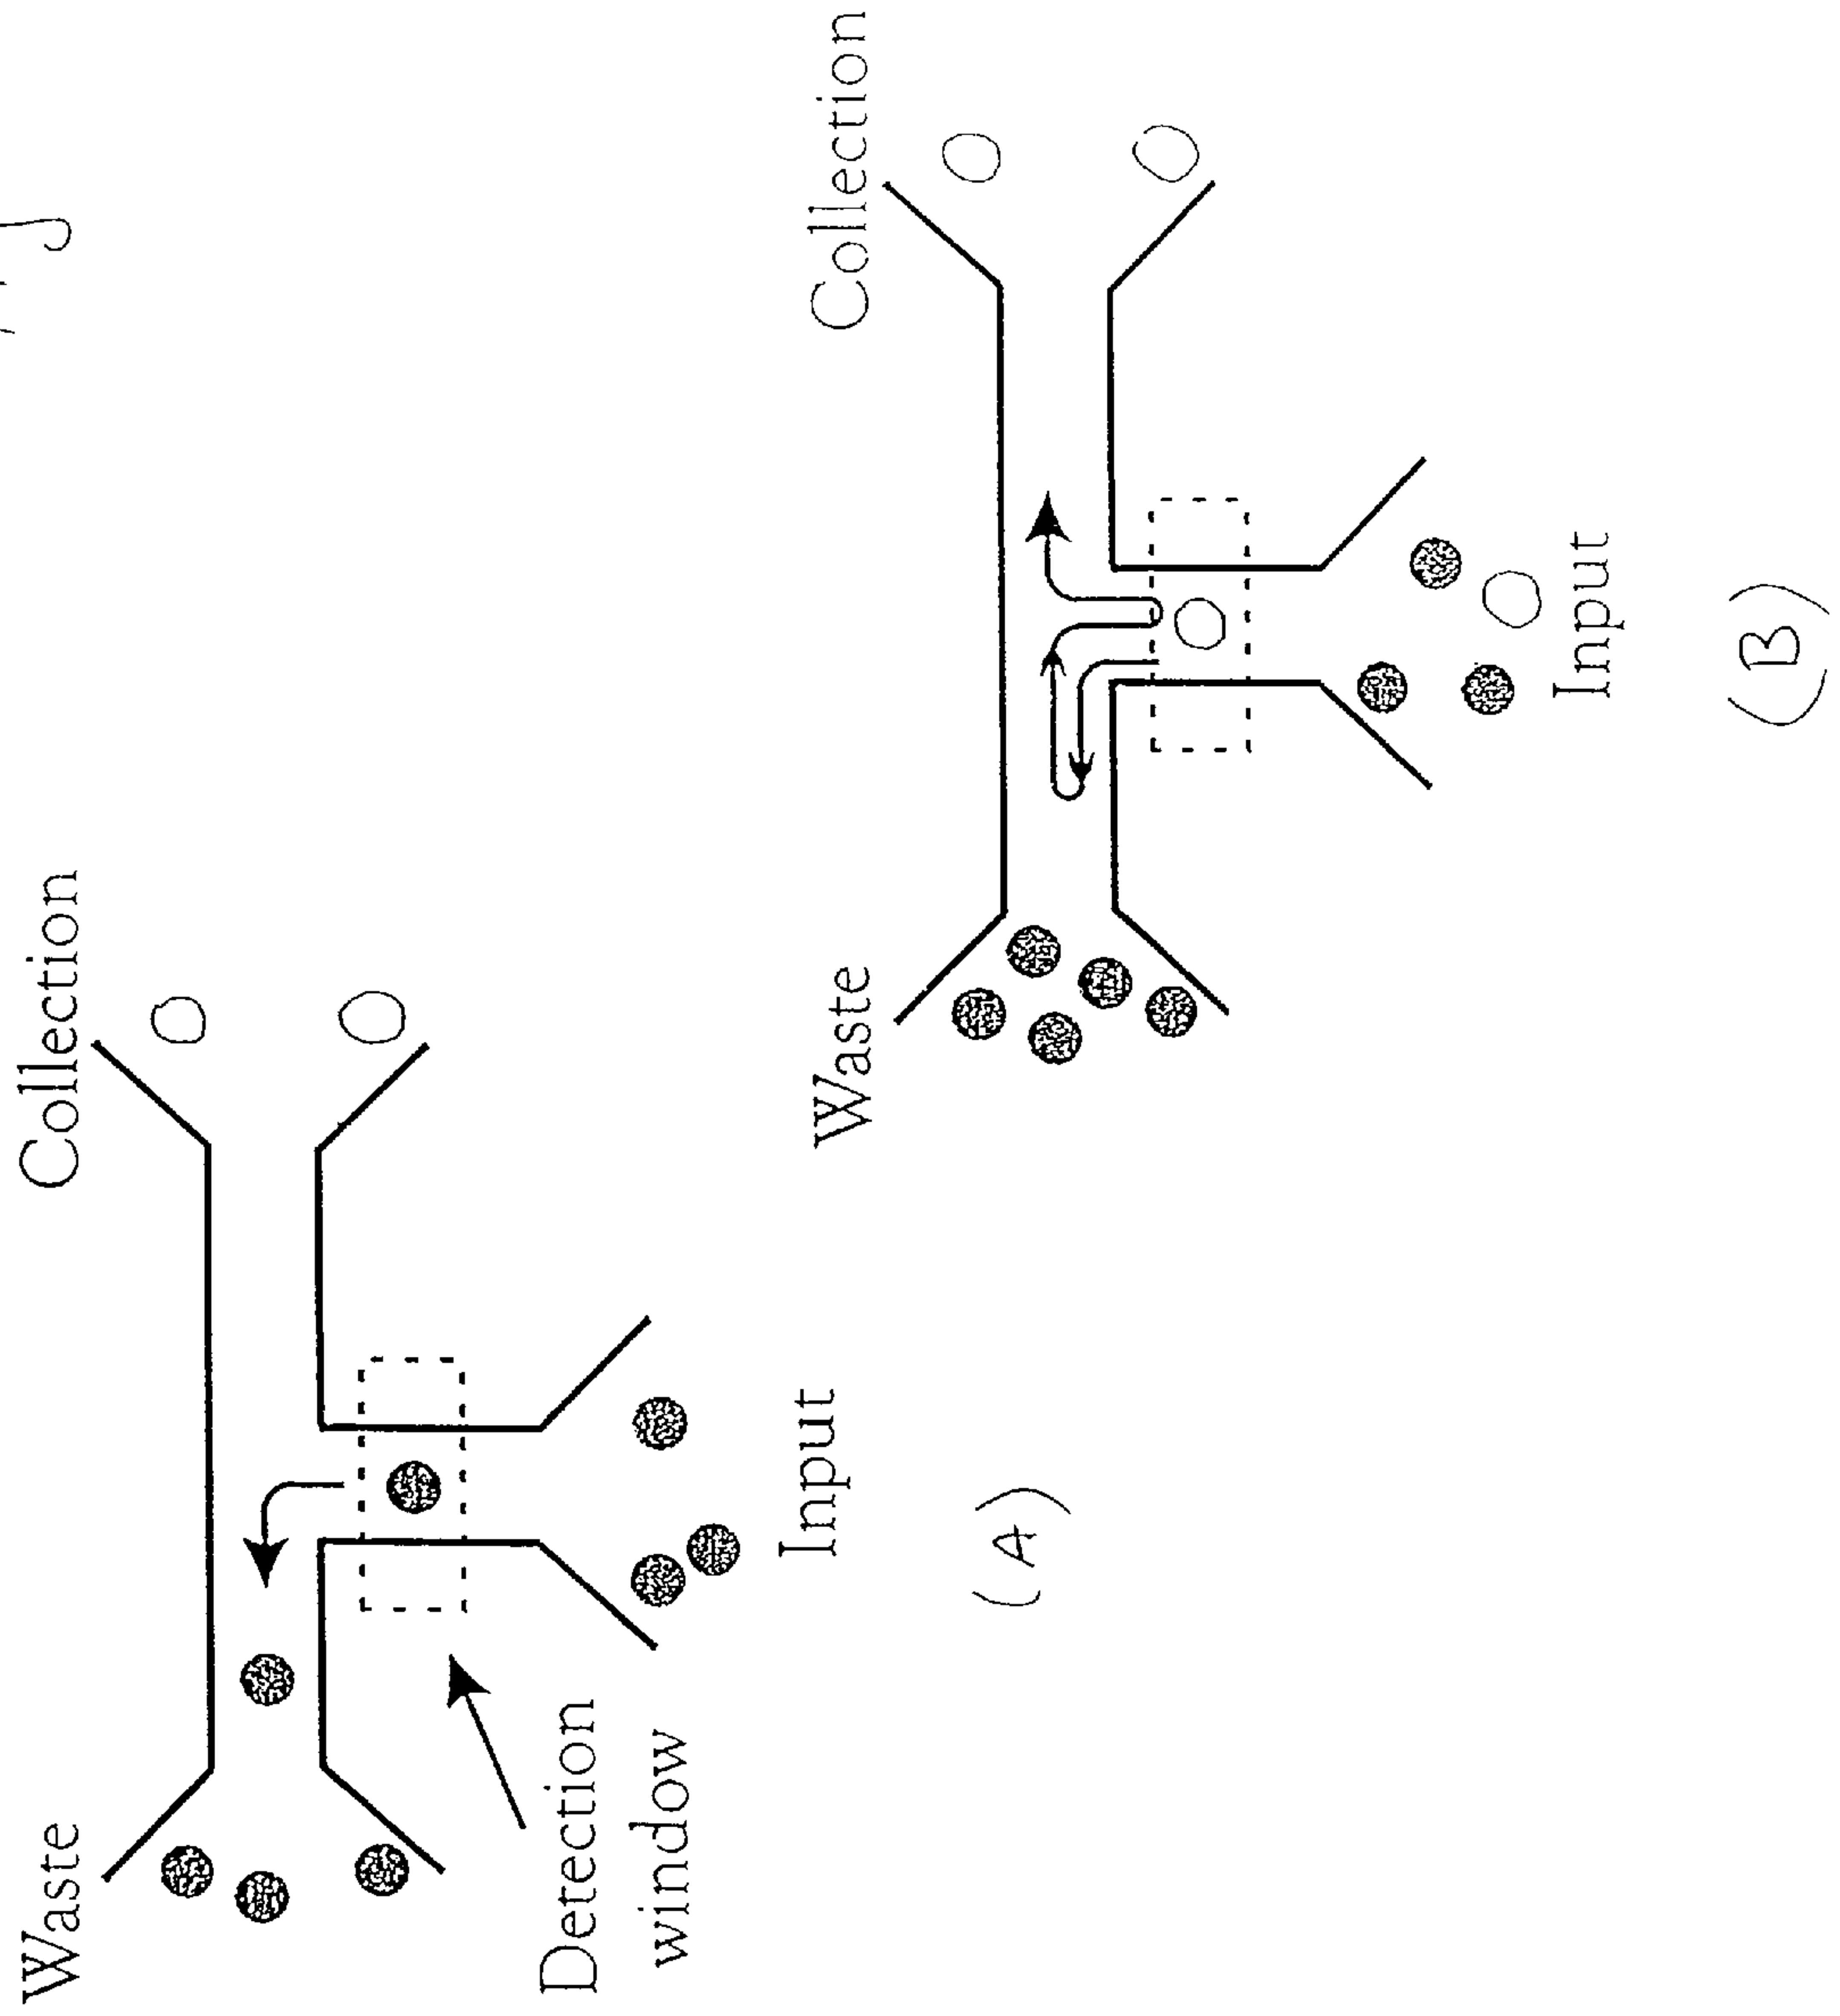 Waste
Collection
Detection
window
Input
(A)
Waste
Collection
Input
(B)